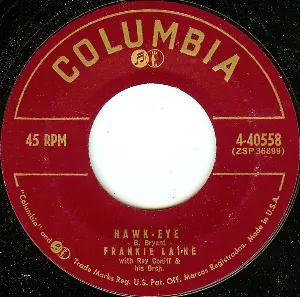 COLUMBIA
45 RPM
4-40558
(ZSP 36899)
HAWK-EYE
- B. Bryant -
FRANKIE LAINE
with Ray Conniff &
his Orch.
"Columbia" and
Trade Marks Reg. U.S. Pat. Off. Marcas Registradas. Made in U.S.A.